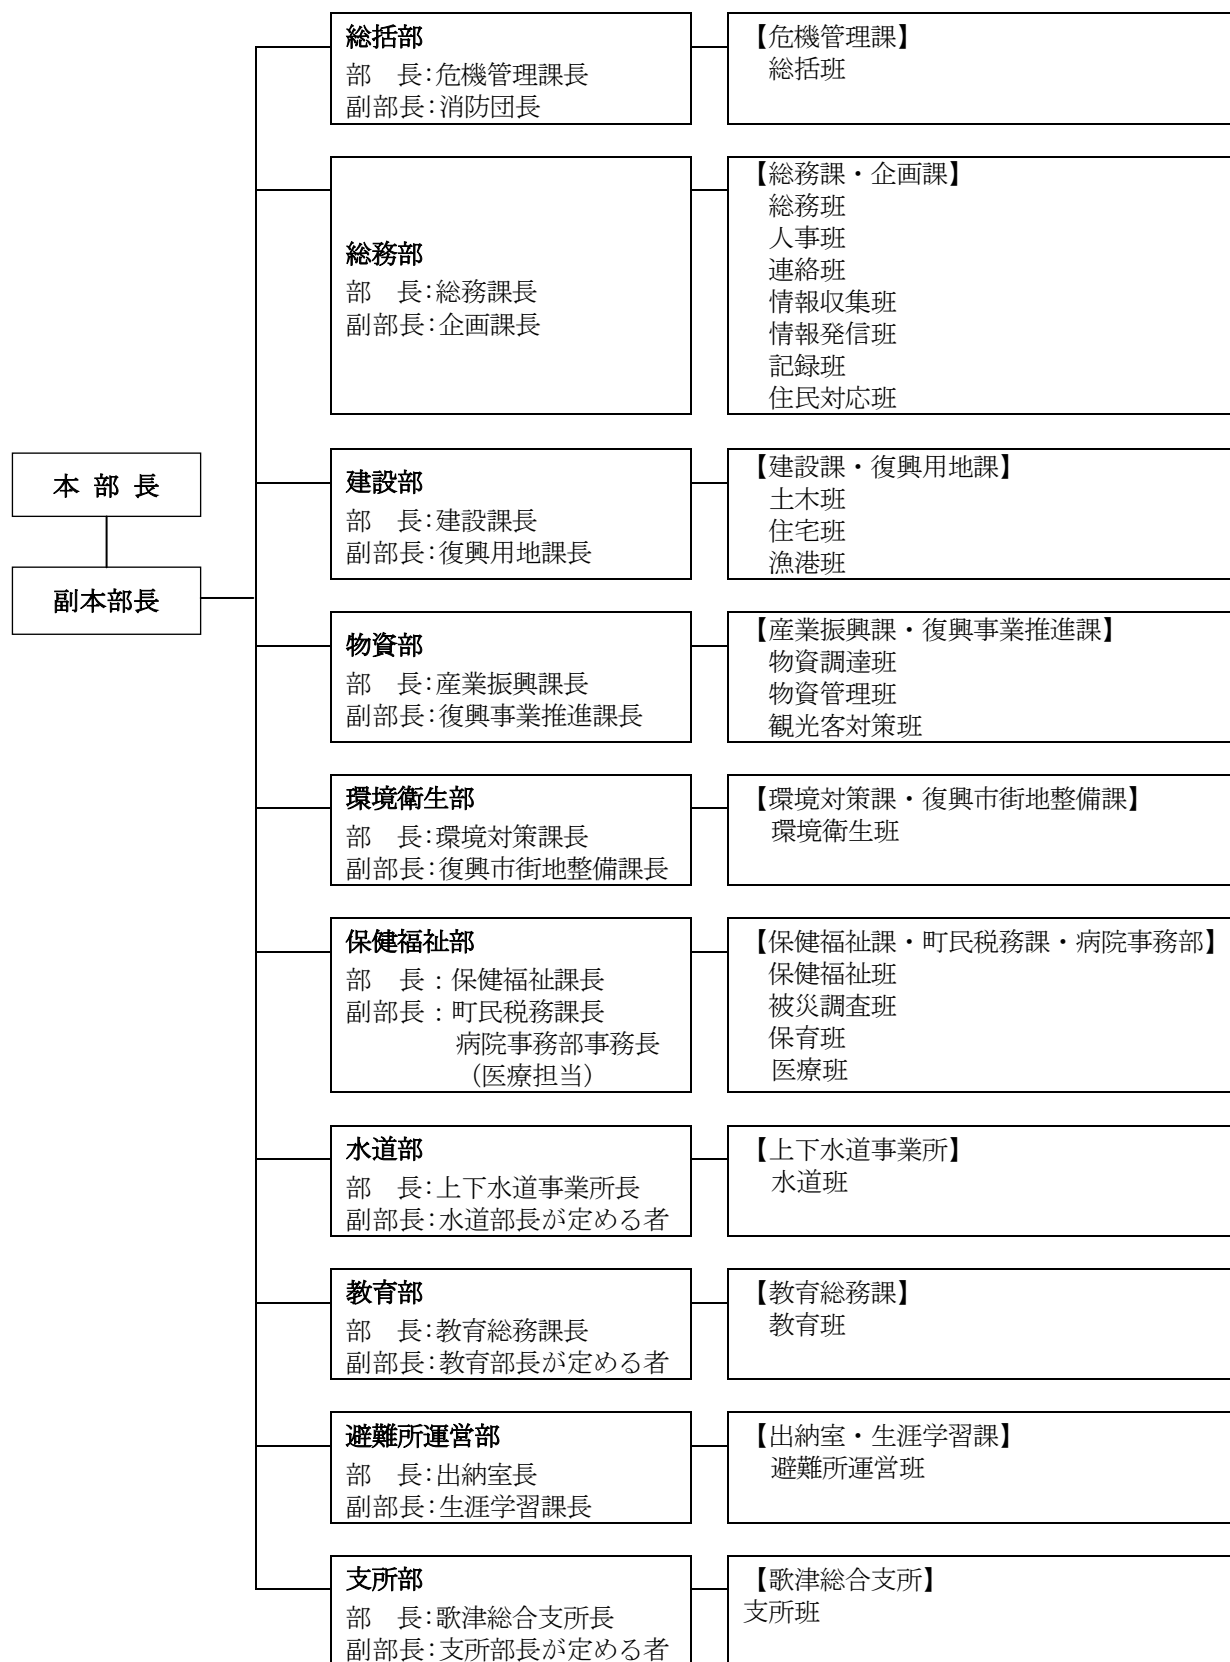 本 部 長
副本部長
総括部
部　長：危機管理課長
副部長：消防団長
【危機管理課】
総括班
総務部
部　長：総務課長
副部長：企画課長
【総務課・企画課】
総務班
人事班
連絡班
情報収集班
情報発信班
記録班
住民対応班
建設部
部　長：建設課長
副部長：復興用地課長
【建設課・復興用地課】
土木班
住宅班
漁港班
物資部
部　長：産業振興課長
副部長：復興事業推進課長
【産業振興課・復興事業推進課】
物資調達班
物資管理班
観光客対策班
環境衛生部
部　長：環境対策課長
副部長：復興市街地整備課長
【環境対策課・復興市街地整備課】
環境衛生班
保健福祉部
部　長：保健福祉課長
副部長：町民税務課長
病院事務部事務長
（医療担当）
【保健福祉課・町民税務課・病院事務部】
保健福祉班
被災調査班
保育班
医療班
水道部
部　長：上下水道事業所長
副部長：水道部長が定める者
【上下水道事業所】
水道班
教育部
部　長：教育総務課長
副部長：教育部長が定める者
【教育総務課】
教育班
避難所運営部
部　長：出納室長
副部長：生涯学習課長
【出納室・生涯学習課】
避難所運営班
支所部
部　長：歌津総合支所長
副部長：支所部長が定める者
【歌津総合支所】
支所班